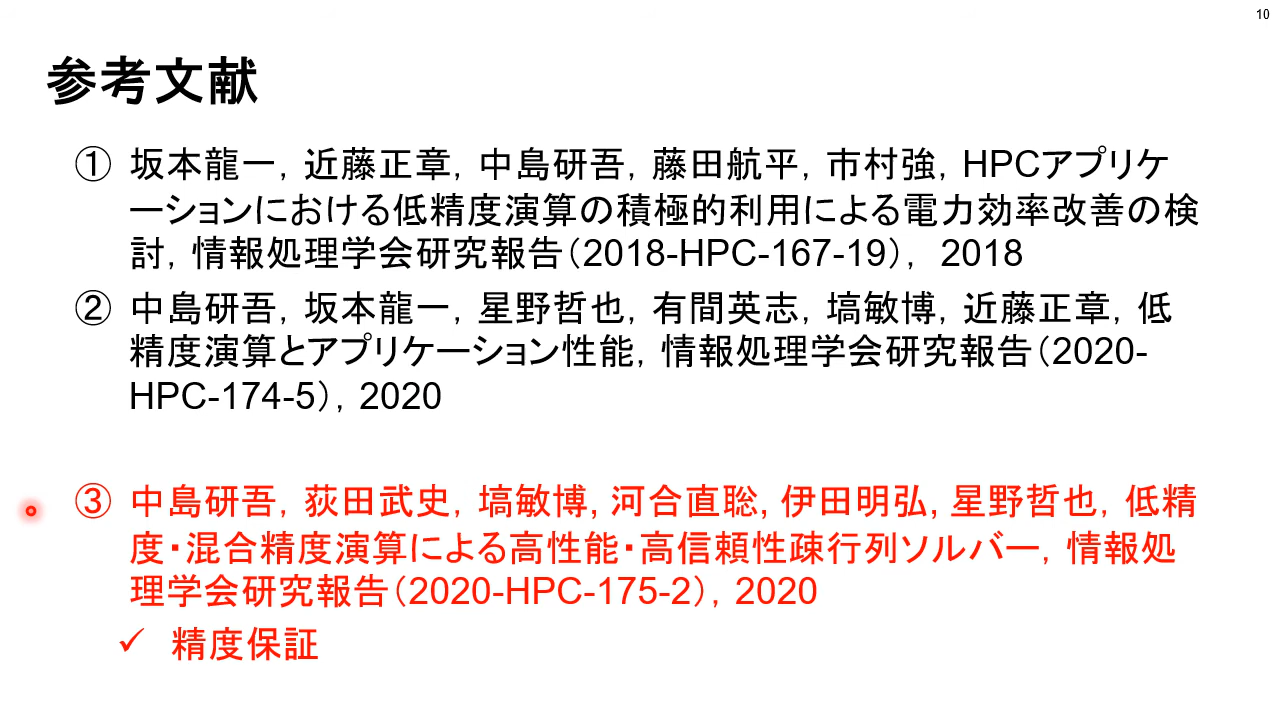 10
参考文献
① 坂本龍一，近藤正章，中島研吾，藤田航平，市村強，HPCアプリケ
ーションにおける低精度演算の積極的利用による電力効率改善の検
討，情報処理学会研究報告（2018-HPC-167-19）， 2018
② 中島研吾，坂本龍一，星野哲也，有間英志，塙敏博，近藤正章，低
精度演算とアプリケーション性能，情報処理学会研究報告（2020-
HPC-174-5），2020
③ 中島研吾，荻田武史，塙敏博, 河合直聡, 伊田明弘, 星野哲也，低精
度・混合精度演算による高性能・高信頼性疎行列ソルバー，情報処
理学会研究報告（2020-HPC-175-2），2020
✓ 精度保証